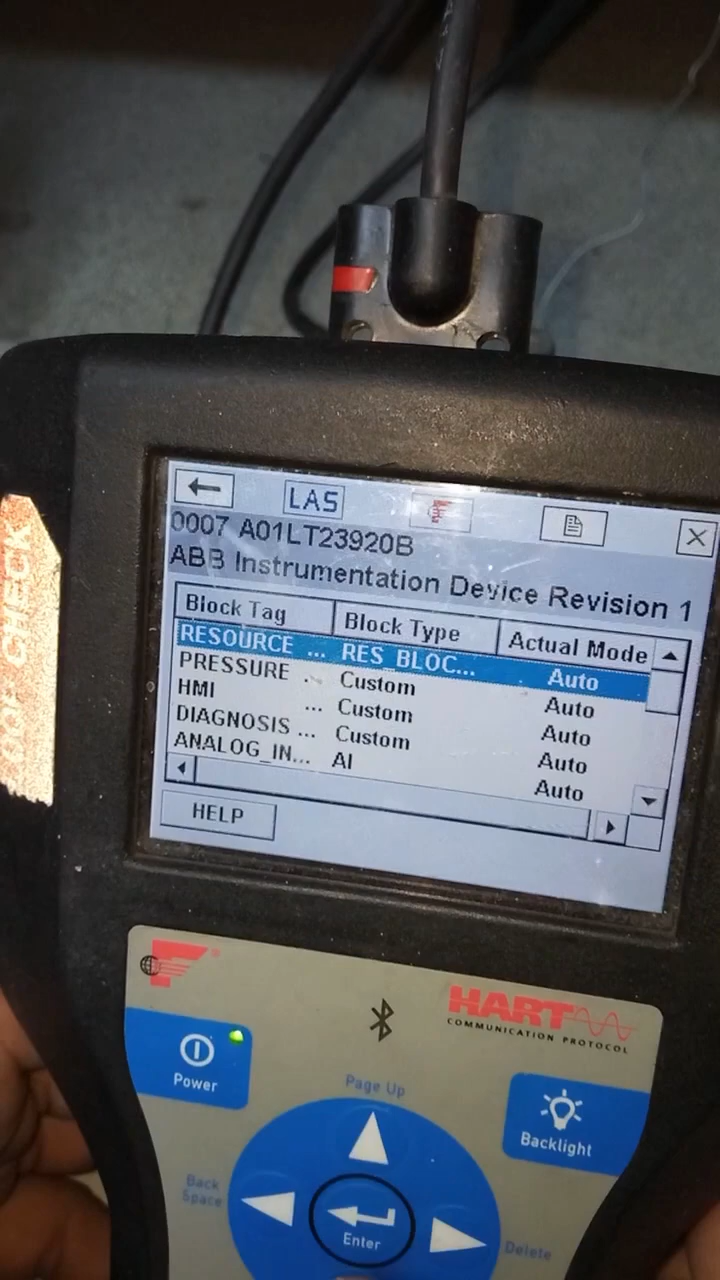 LAS
0007 A01LT23920B
ABB Instrumentation Device Revision 1
Block Tag Block Type Actual Mode
RESOURCE ... RES_BLOC... Auto
PRESSURE Custom Auto
HMI ... Custom Auto
DIAGNOSIS ... Custom Auto
ANALOG_IN... AI Auto
HELP
CHECK
HART
COMMUNICATION PROTOCOL
Power
Page Up
Backlight
Back
Space
Enter
Delete